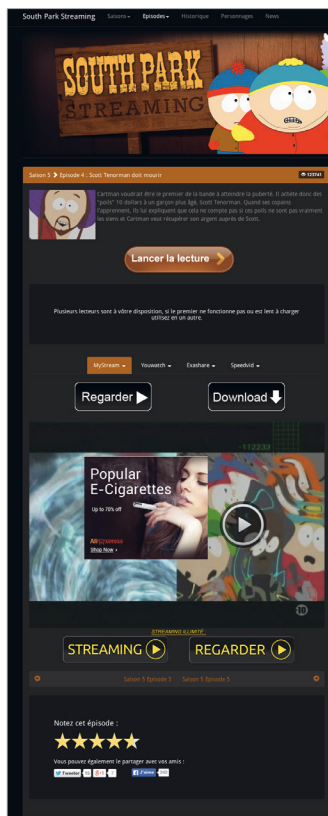 South Park Streaming Saisons Episodes Historique Personnages News
SOUTH PARK
STREAMING
Saison 5 > Episode 4 : Scott Tenorman doit mourir 123741
Cartman voudrait être le premier de la bande à atteindre la puberté. Il achète donc des
"poils" 10 dollars à un garçon plus âgé, Scott Tenorman. Quand ses copains
l'apprennent, ils lui expliquent que cela ne compte pas si ces poils ne sont pas vraiment
les siens et Cartman veut récupérer son argent auprès de Scott.
Lancer la lecture
Plusieurs lecteurs sont à vôtre disposition, si le premier ne fonctionne pas ou est lent à charger
utilisez en un autre.
MyStream Youwatch Exashare Speedvid
Regarder Download
-112233
Popular
E-Cigarettes
Up to 70% off
AliExpress
Shop Now ›
10
STREAMING ILLIMITÉ
STREAMING REGARDER
Saison 5 Episode 3 Saison 5 Episode 5
Notez cet épisode :
Vous pouvez également le partager avec vos amis :
Tweeter 10 g+1 J'aime